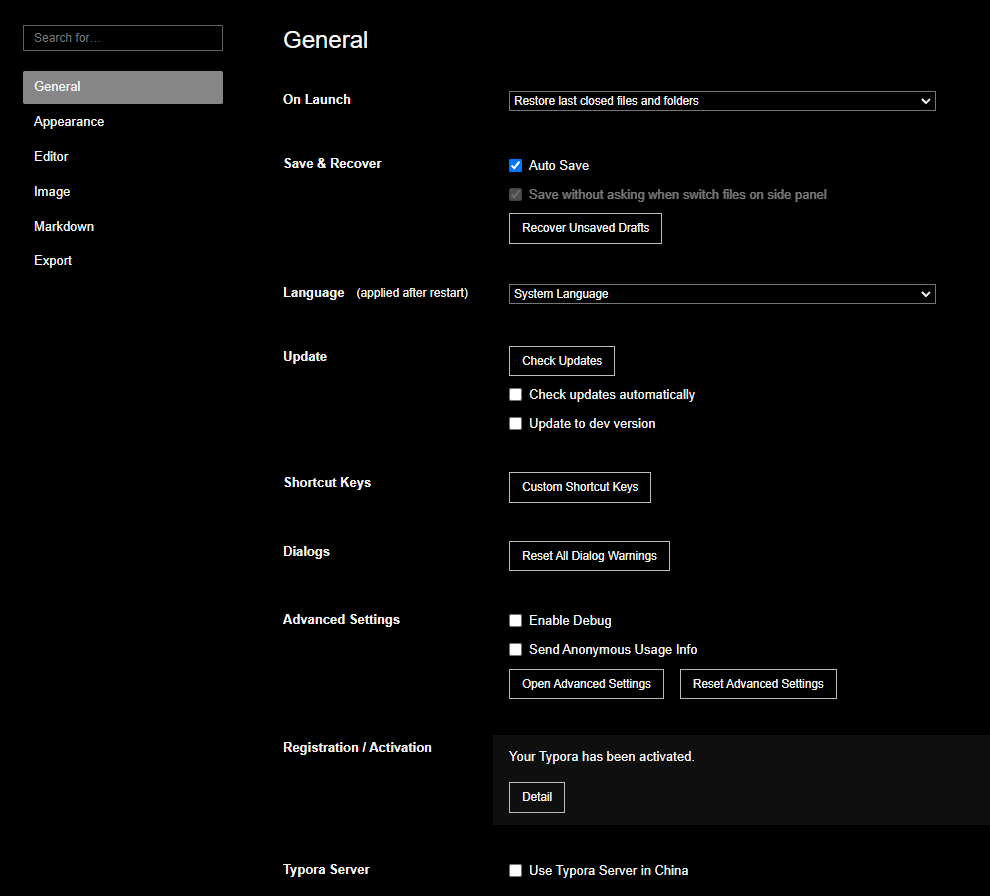 Search for...
General
General
Appearance
Editor
Image
Markdown
Export
On Launch
Restore last closed files and folders
Save & Recover
Auto Save
Save without asking when switch files on side panel
Recover Unsaved Drafts
Language (applied after restart)
System Language
Update
Check Updates
Check updates automatically
Update to dev version
Shortcut Keys
Custom Shortcut Keys
Dialogs
Reset All Dialog Warnings
Advanced Settings
Enable Debug
Send Anonymous Usage Info
Open Advanced Settings Reset Advanced Settings
Registration / Activation
Your Typora has been activated.
Detail
Typora Server
Use Typora Server in China